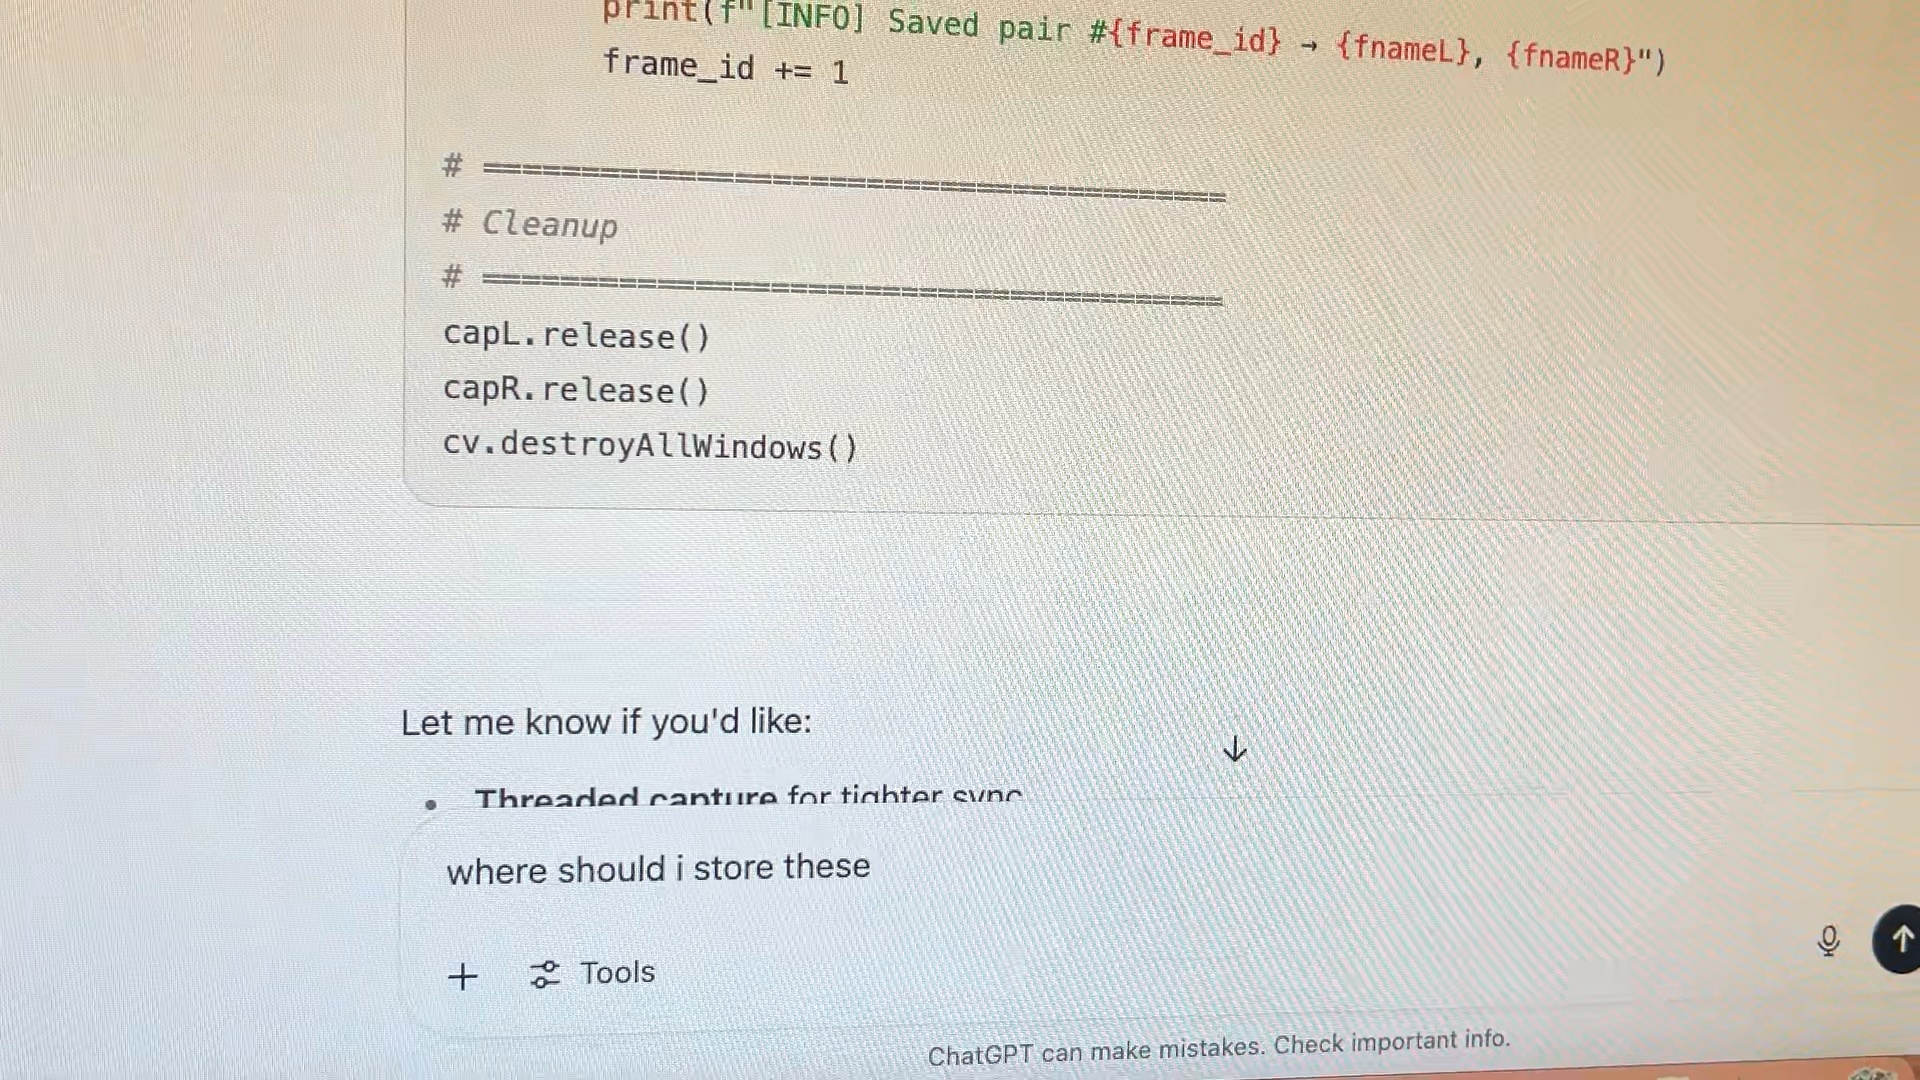 print(f"[INFO] Saved pair #{frame_id} → {fnameL}, {fnameR}")
frame_id += 1
# ======================================
# Cleanup
# ======================================
capL.release()
capR.release()
cv.destroyAllWindows()
Let me know if you'd like:
• Threaded capture for tighter sync
where should i store these
+ Tools
ChatGPT can make mistakes. Check important info.